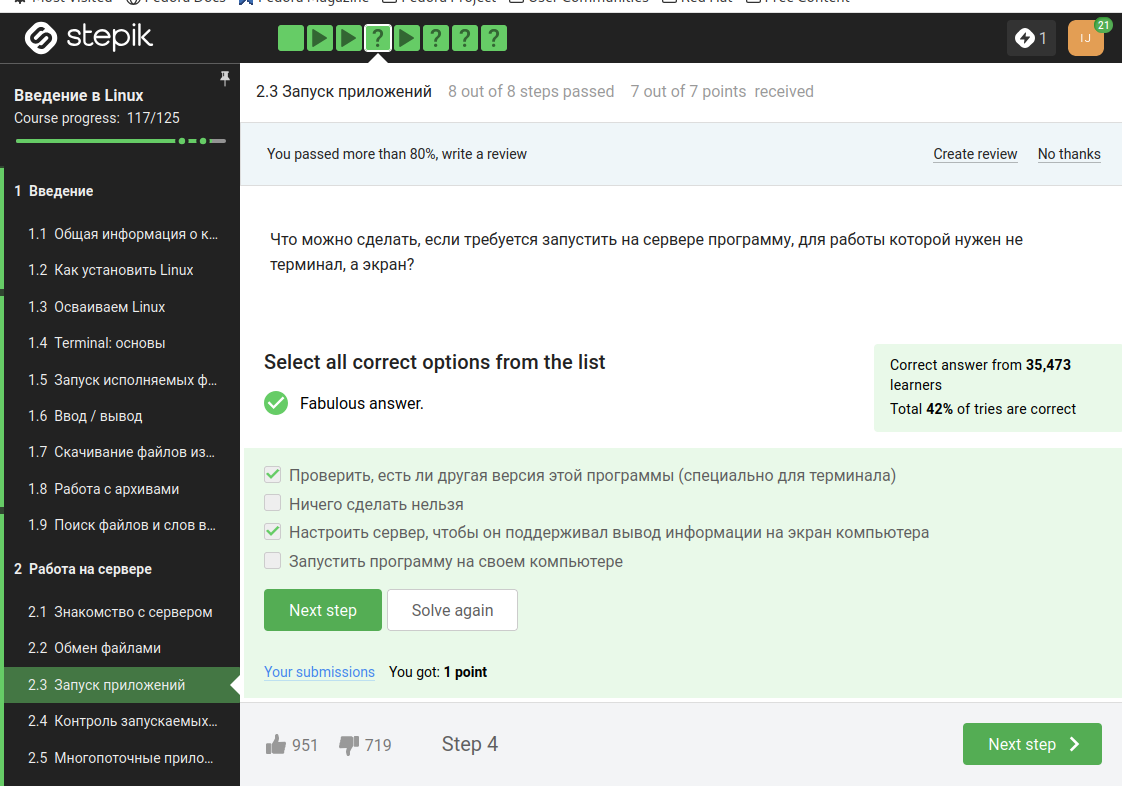 Most Visited Fedora Docs Fedora Magazine Fedora Project User Communities Red Hat Free Content
stepik
? ? ? ?
1
IJ
21
Введение в Linux
Course progress: 117/125
1 Введение
1.1 Общая информация о к...
1.2 Как установить Linux
1.3 Осваиваем Linux
1.4 Terminal: основы
1.5 Запуск исполняемых ф...
1.6 Ввод / вывод
1.7 Скачивание файлов из...
1.8 Работа с архивами
1.9 Поиск файлов и слов в...
2 Работа на сервере
2.1 Знакомство с сервером
2.2 Обмен файлами
2.3 Запуск приложений
2.4 Контроль запускаемых...
2.5 Многопоточные прило...
2.3 Запуск приложений 8 out of 8 steps passed 7 out of 7 points received
You passed more than 80%, write a review
Create review No thanks
Что можно сделать, если требуется запустить на сервере программу, для работы которой нужен не
терминал, а экран?
Select all correct options from the list
Fabulous answer.
Correct answer from 35,473
learners
Total 42% of tries are correct
Проверить, есть ли другая версия этой программы (специально для терминала)
Ничего сделать нельзя
Настроить сервер, чтобы он поддерживал вывод информации на экран компьютера
Запустить программу на своем компьютере
Next step Solve again
Your submissions You got: 1 point
951 719 Step 4
Next step